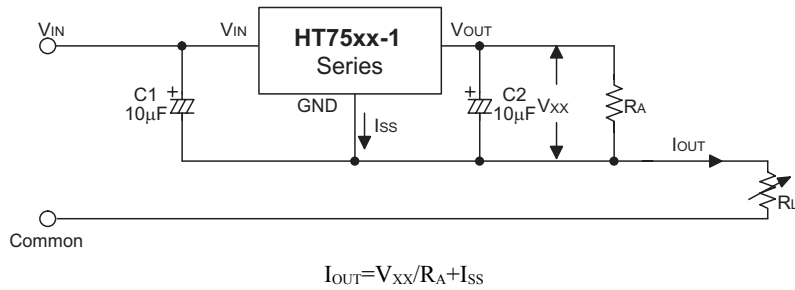 VIN
VIN
HT75xx-1
Series
VOUT
GND
C1
10μF
ISS
C2
10μF
VXX
RA
IOUT
RL
Common
IOUT=VXX/RA+ISS